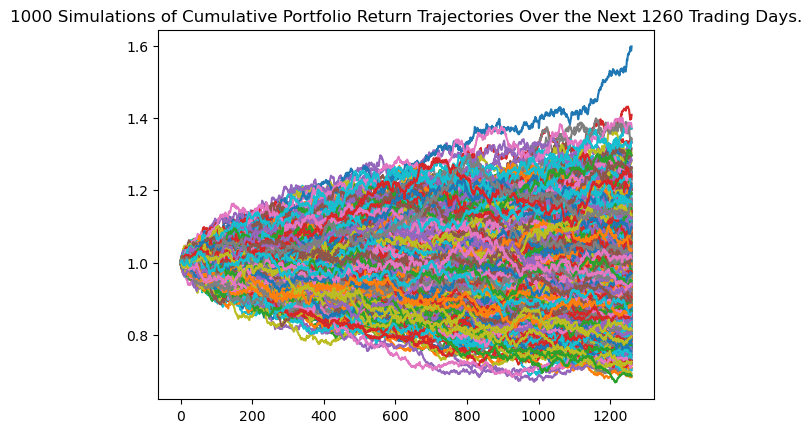 1000 Simulations of Cumulative Portfolio Return Trajectories Over the Next 1260 Trading Days.
1.6
1.4
1.2
1.0
0.8
0 200 400 600 800 1000 1200